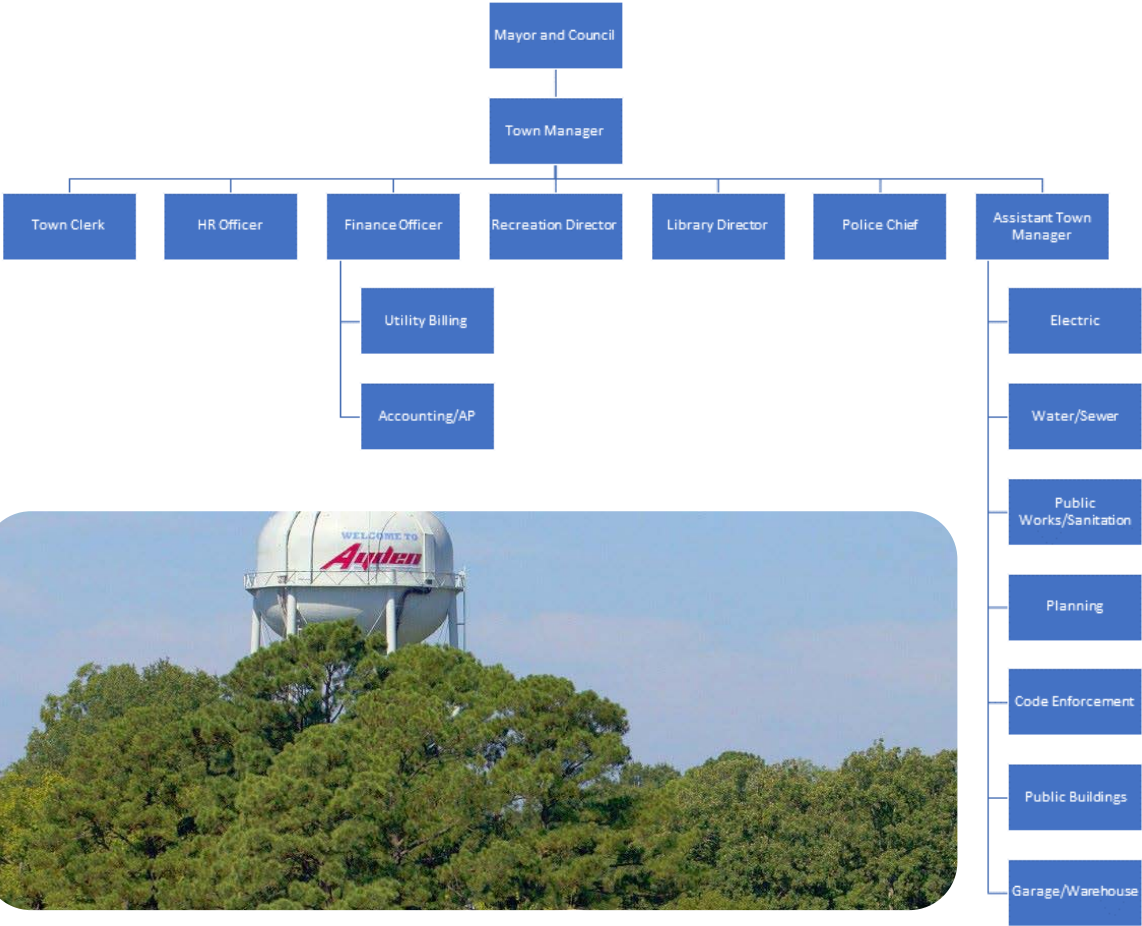 Mayor and Council
Town Manager
Town Clerk
HR Officer
Finance Officer
Recreation Director
Library Director
Police Chief
Assistant Town
Manager
Utility Billing
Accounting/AP
Electric
Water/Sewer
Public
Works/Sanitation
Planning
Code Enforcement
Public Buildings
Garage/Warehouse
WELCOME TO
Ayden